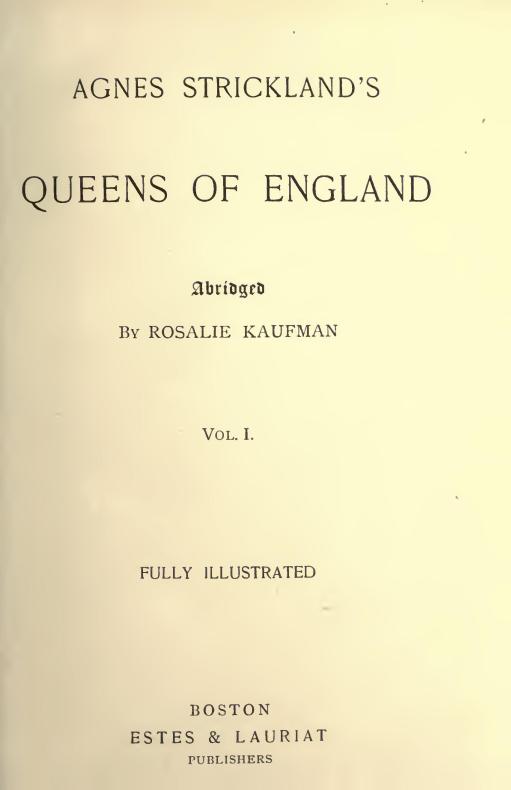 AGNES STRICKLAND'S
QUEENS OF ENGLAND
Abridged
By ROSALIE KAUFMAN
VOL. I.
FULLY ILLUSTRATED
BOSTON
ESTES & LAURIAT
PUBLISHERS